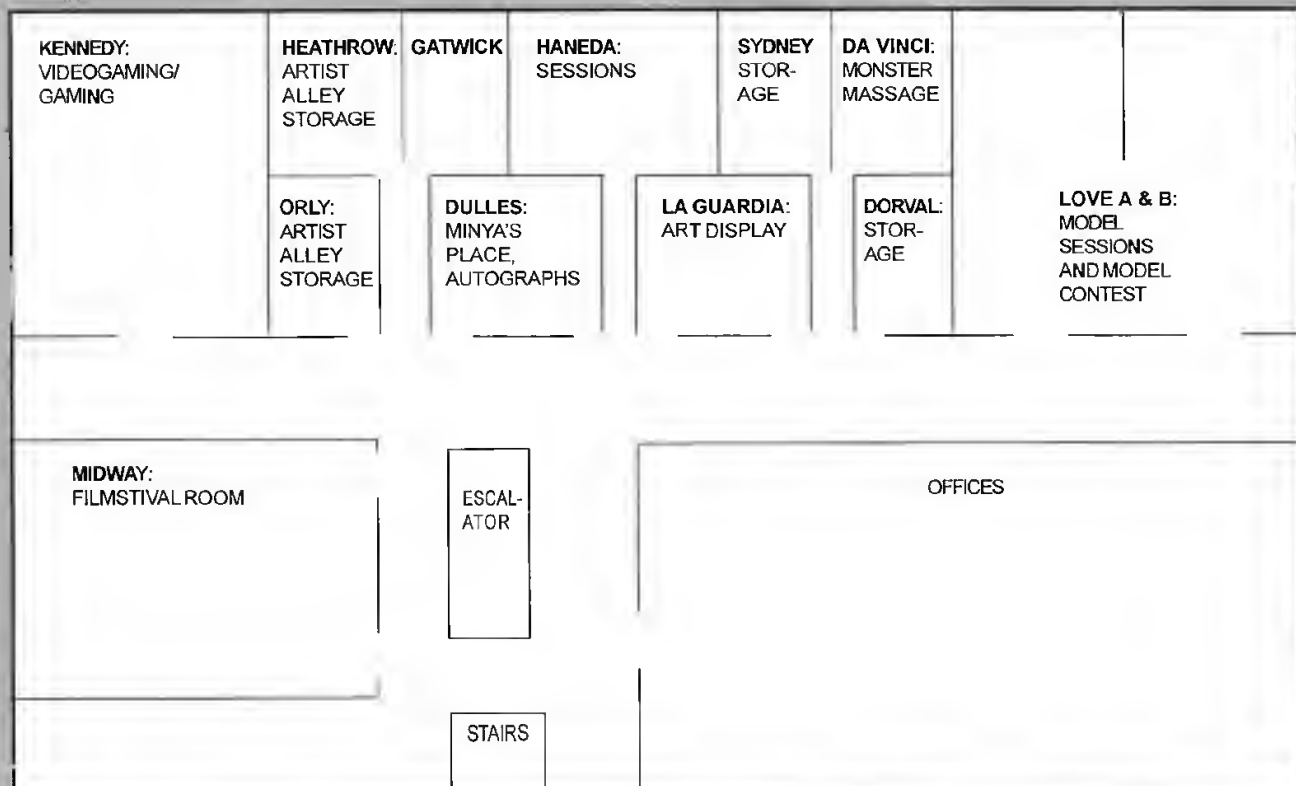 KENNEDY:
VIDEOGAMING/
GAMING
HEATHROW:
ARTIST
ALLEY
STORAGE
GATWICK
HANEDA:
SESSIONS
SYDNEY
STOR-
AGE
DA VINCI:
MONSTER
MASSAGE
ORLY:
ARTIST
ALLEY
STORAGE
DULLES:
MINYA'S
PLACE,
AUTOGRAPHS
LA GUARDIA:
ART DISPLAY
DORVAL:
STOR-
AGE
LOVE A & B:
MODEL
SESSIONS
AND MODEL
CONTEST
MIDWAY:
FILMSTIVAL ROOM
ESCAL-
ATOR
OFFICES
STAIRS